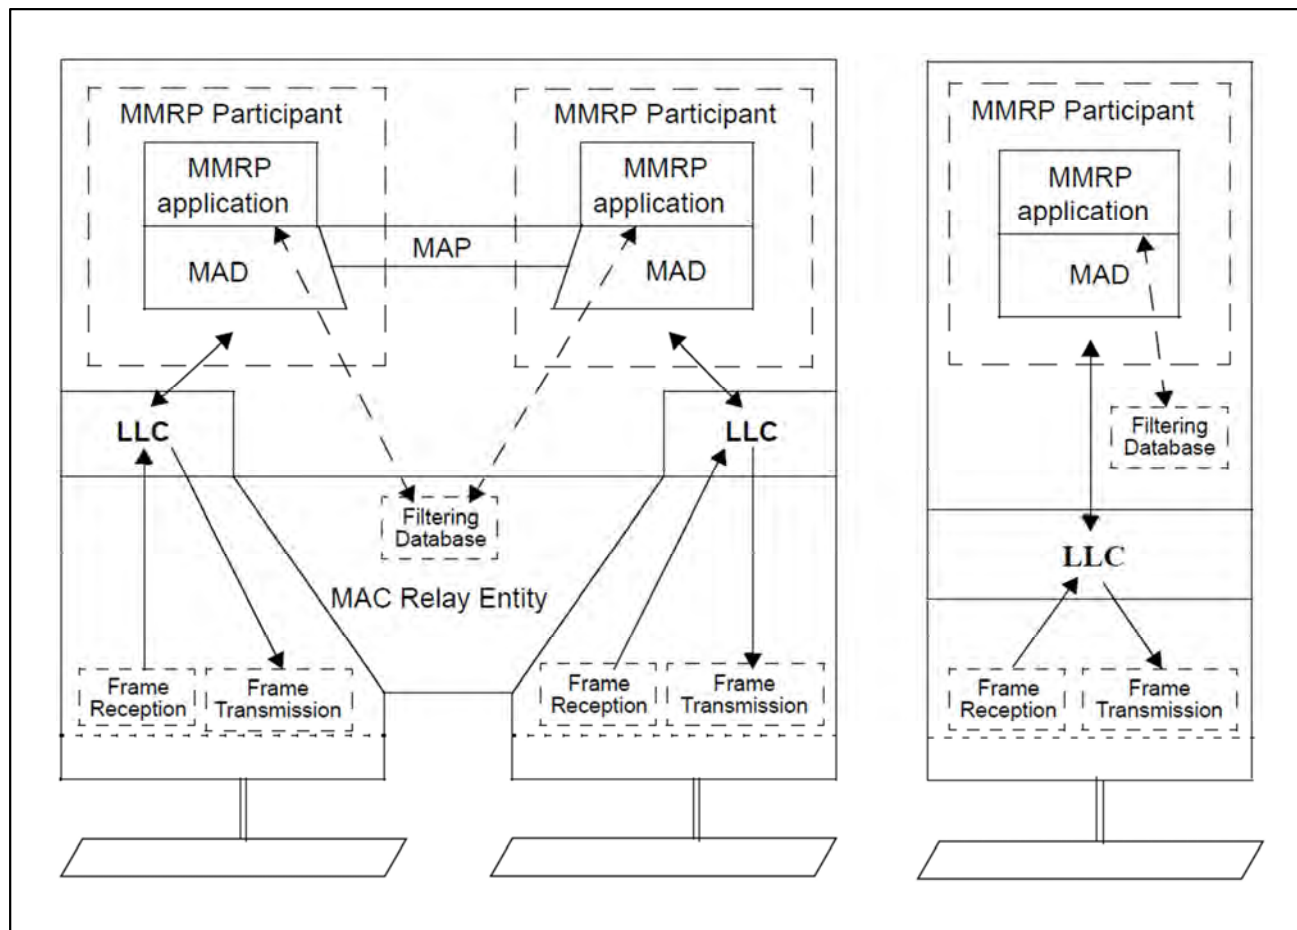 MMRP Participant
MMRP
application
MAD
MAP
MMRP Participant
MMRP
application
MAD
LLC
LLC
Filtering
Database
MAC Relay Entity
Frame
Reception
Frame
Transmission
Frame
Reception
Frame
Transmission
MMRP Participant
MMRP
application
MAD
Filtering
Database
LLC
Frame
Reception
Frame
Transmission